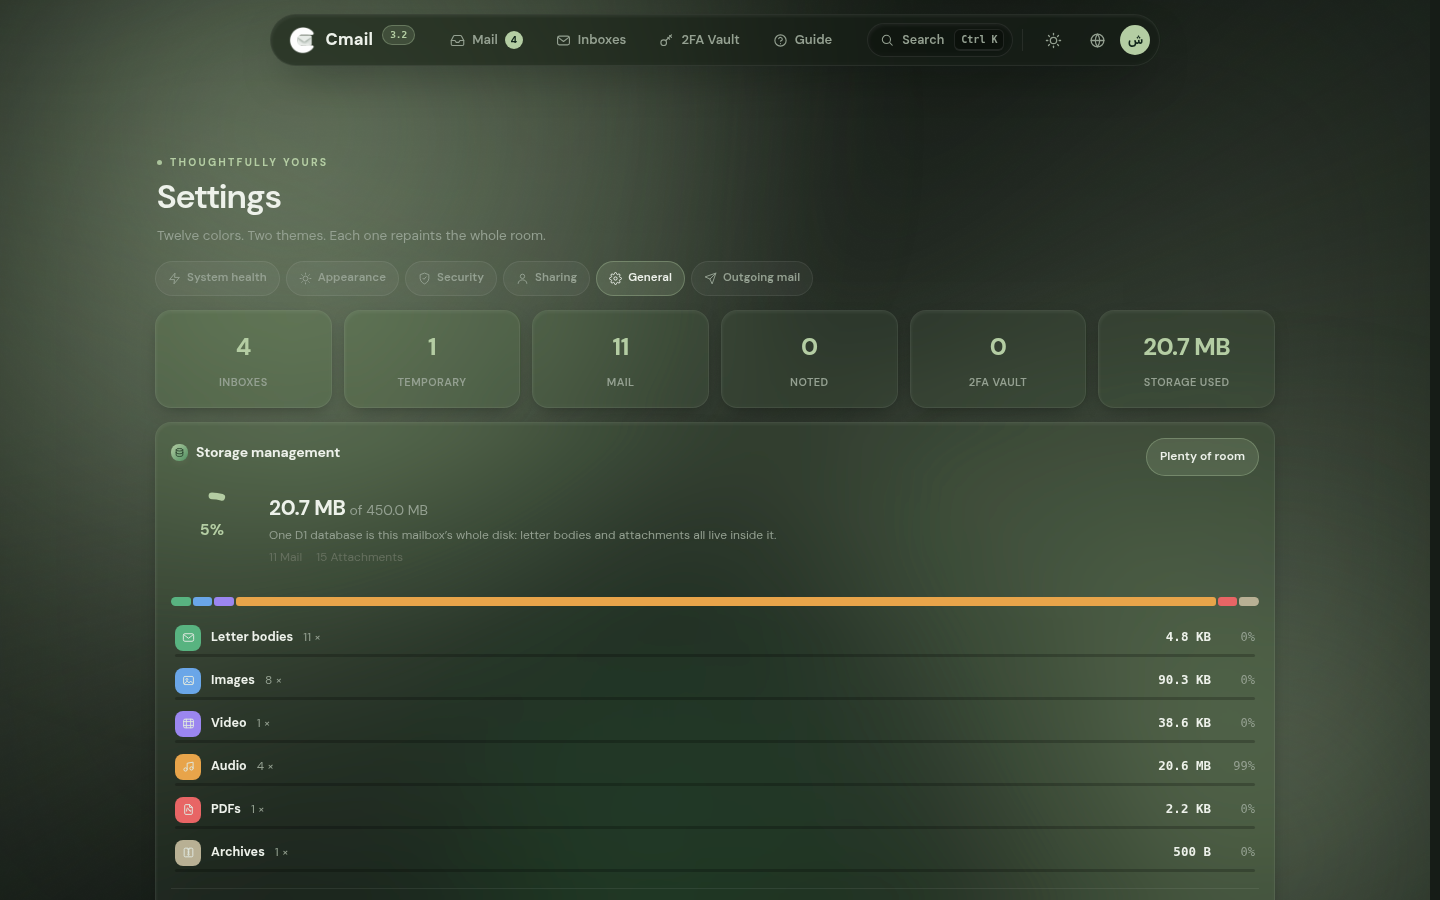 Cmail 3.2 Mail 4 Inboxes 2FA Vault Guide Search Ctrl K ش
THOUGHTFULLY YOURS
Settings
Twelve colors. Two themes. Each one repaints the whole room.
System health Appearance Security Sharing General Outgoing mail
4 1 11 0 0 20.7 MB
INBOXES TEMPORARY MAIL NOTED 2FA VAULT STORAGE USED
Storage management Plenty of room
20.7 MB of 450.0 MB
5%
One D1 database is this mailbox's whole disk: letter bodies and attachments all live inside it.
11 Mail 15 Attachments
Letter bodies 11 × 4.8 KB 0%
Images 8 × 90.3 KB 0%
Video 1 × 38.6 KB 0%
Audio 4 × 20.6 MB 99%
PDFs 1 × 2.2 KB 0%
Archives 1 × 500 B 0%